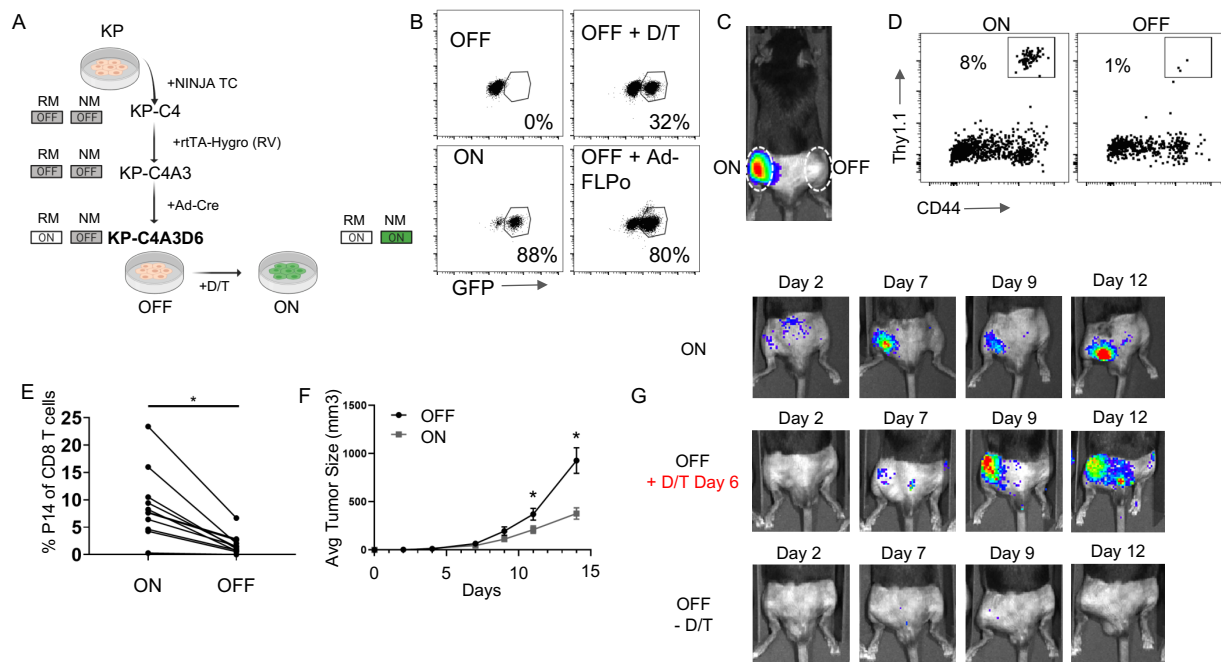 A
KP
+NINJA TC
RM NM
OFF OFF
KP-C4
+rtTA-Hygro (RV)
RM NM
OFF OFF
KP-C4A3
+Ad-Cre
RM NM
ON OFF
KP-C4A3D6
RM NM
ON ON
+D/T
OFF
ON
B
OFF
0%
OFF + D/T
32%
ON
88%
OFF + Ad-
FLPo
80%
GFP
C
ON
OFF
D
ON
OFF
8%
1%
Thy1.1
CD44
E
% P14 of CD8 T cells
25
20
15
10
5
0
*
ON
OFF
F
Avg Tumor Size (mm3)
1500
1000
500
0
OFF
ON
*
*
0 5 10 15
Days
G
Day 2 Day 7 Day 9 Day 12
ON
Day 2 Day 7 Day 9 Day 12
OFF
+ D/T Day 6
Day 2 Day 7 Day 9 Day 12
OFF
- D/T